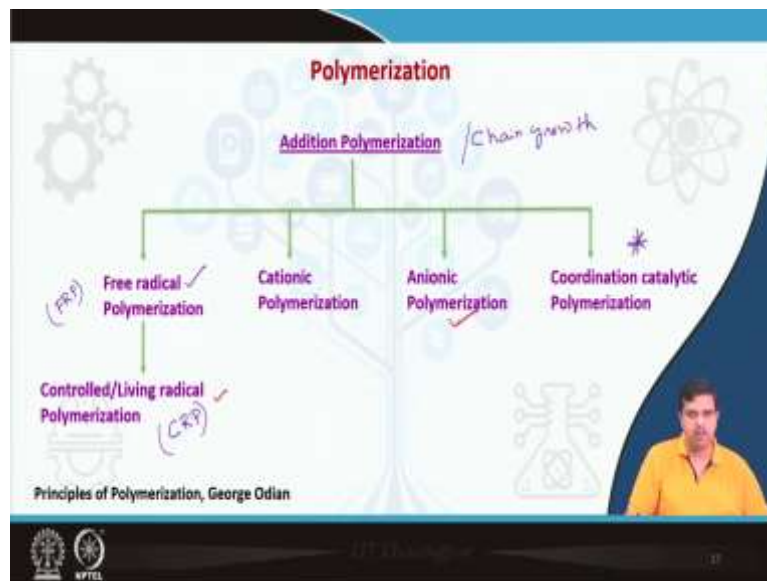 Polymerization
Addition Polymerization /Chain growth
*
Free radical ✓
Polymerization
(FRP)
Cationic
Polymerization
Anionic
Polymerization ✓
Coordination catalytic
Polymerization
Controlled/Living radical ✓
Polymerization
(CRP)
Principles of Polymerization, George Odian
NPTEL